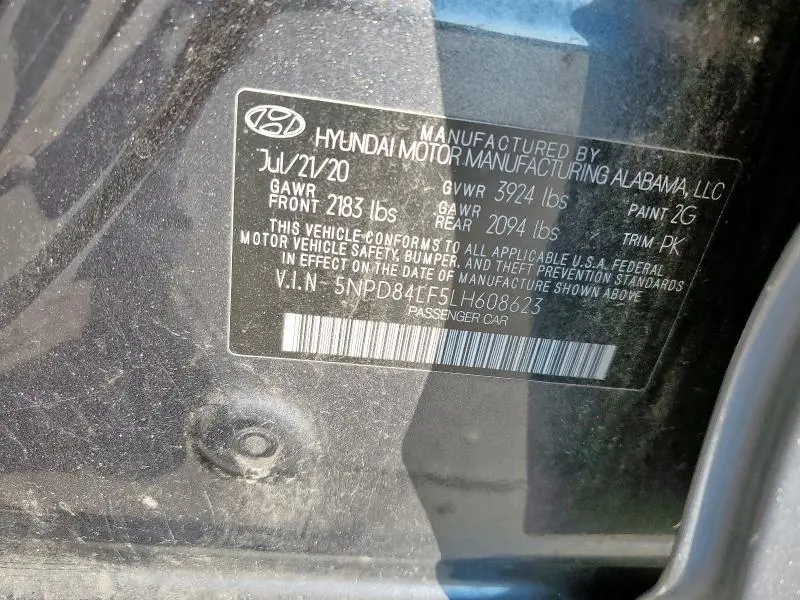 MANUFACTURED BY
HYUNDAI MOTOR MANUFACTURING ALABAMA, LLC
Jul/21/20 GVWR 3924 lbs PAINT 2G
GAWR FRONT 2183 lbs GAWR REAR 2094 lbs TRIM PK
THIS VEHICLE CONFORMS TO ALL APPLICABLE U.S.A. FEDERAL
MOTOR VEHICLE SAFETY, BUMPER, AND THEFT PREVENTION STANDARDS
IN EFFECT ON THE DATE OF MANUFACTURE SHOWN ABOVE
V.I.N - 5NPD84LF5LH608623
PASSENGER CAR